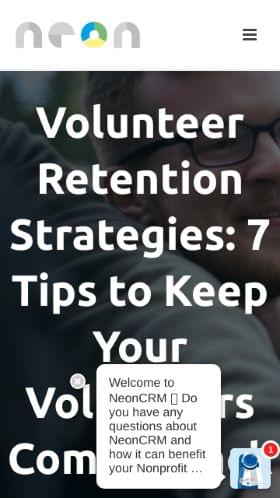 neon
Volunteer
Retention
Strategies: 7
Tips to Keep
Your
Welcome to
NeonCRM ▯ Do
you have any
questions about
NeonCRM and
how it can benefit
your Nonprofit ...
1